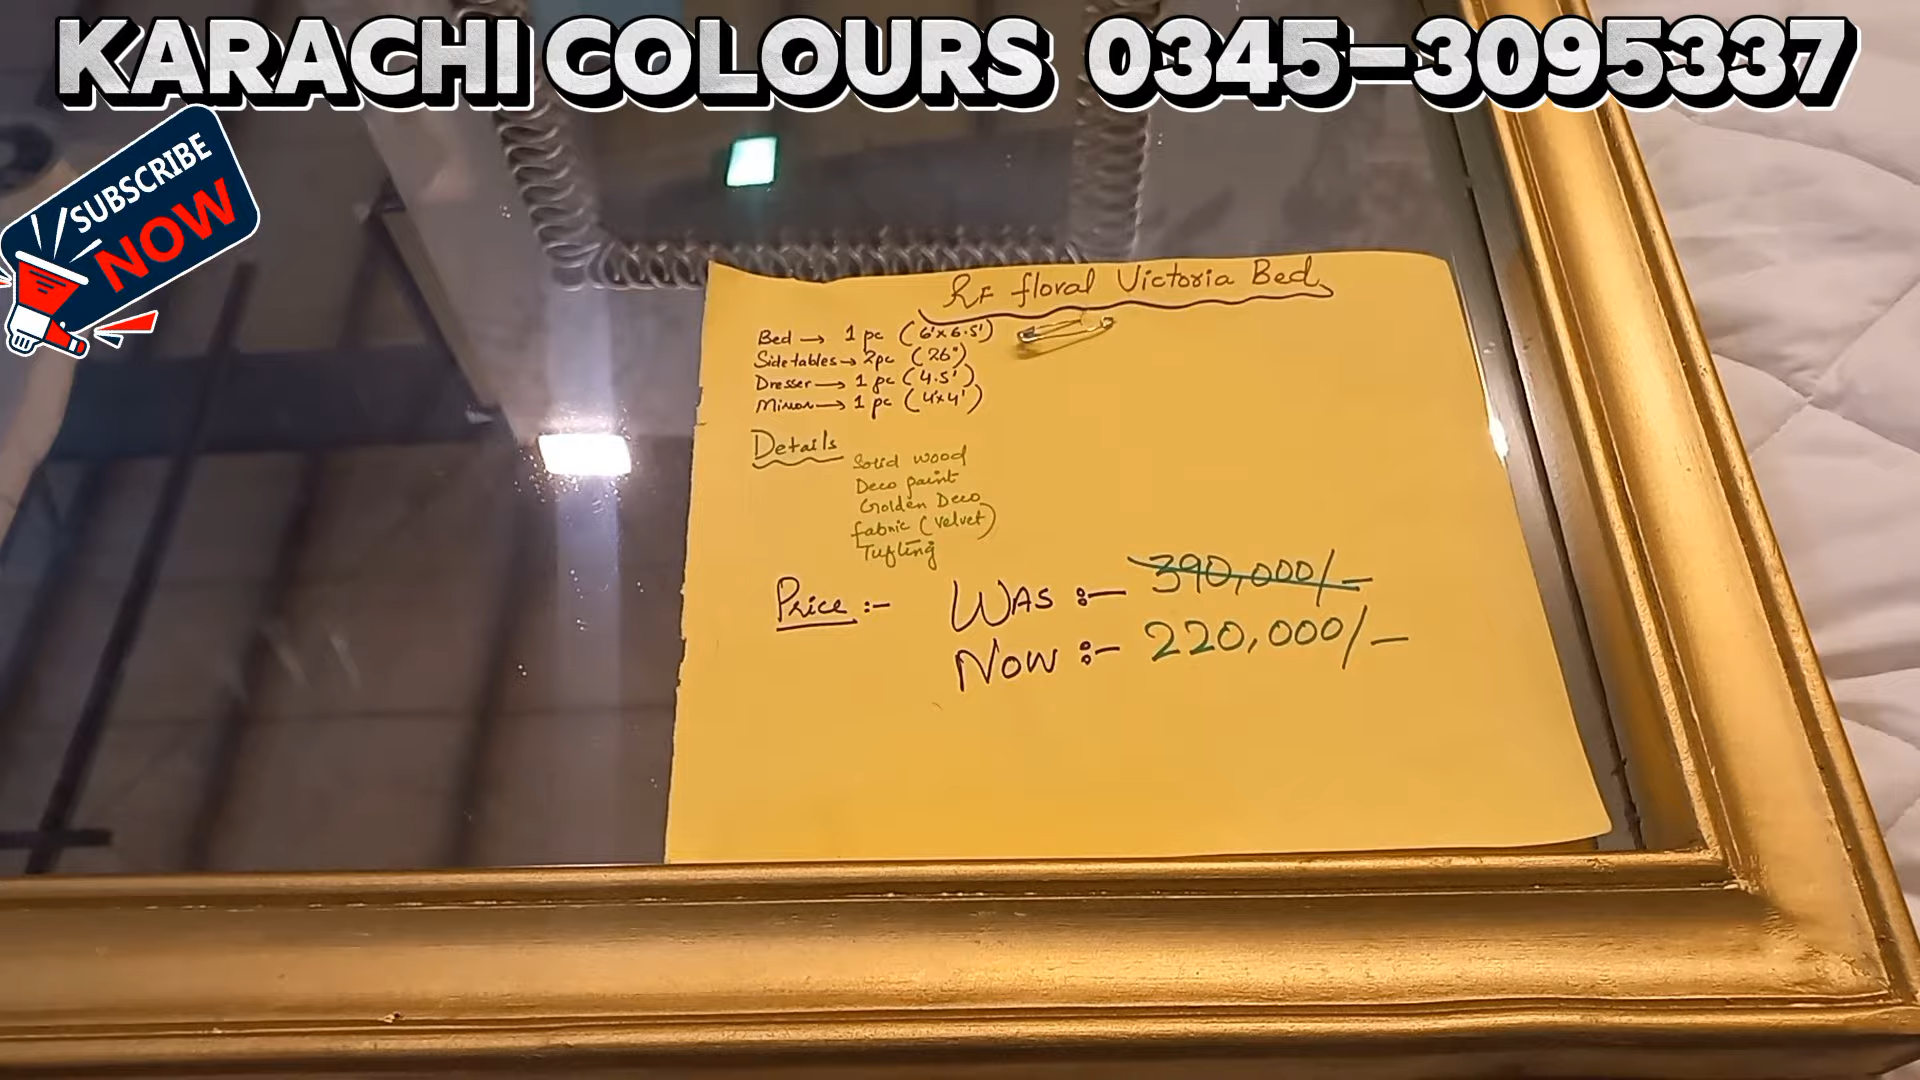 KARACHI COLOURS 0345-3095337
SUBSCRIBE
NOW
RF floral Victoria Bed
Bed → 1 pc (6'x6.5')
Side tables → 2pc (26")
Dresser → 1 pc (4.5')
Mirror → 1 pc (4'x4')
Details
Solid wood
Deco paint
Golden Deco
fabric (velvet)
Tufting
Price :- WAS :- 390,000/-
NOW :- 220,000/-